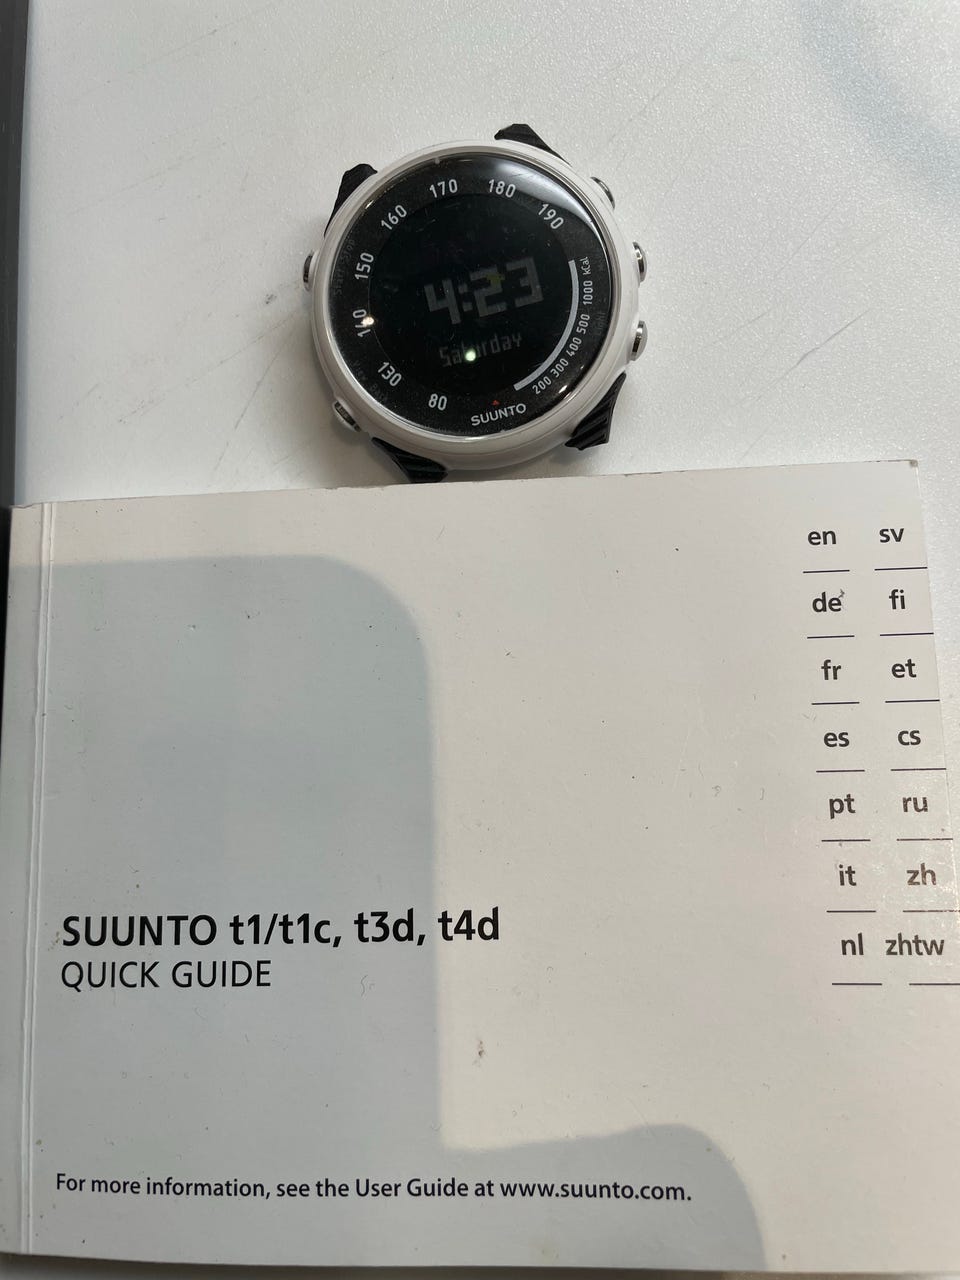 170 180
160 190
150
140
130
80
4:23
Saturday
200 300 400 500 1000 kCal
SUUNTO
en sv
de fi
fr et
es cs
pt ru
it zh
nl zhtw
SUUNTO t1/t1c, t3d, t4d
QUICK GUIDE
For more information, see the User Guide at www.suunto.com.